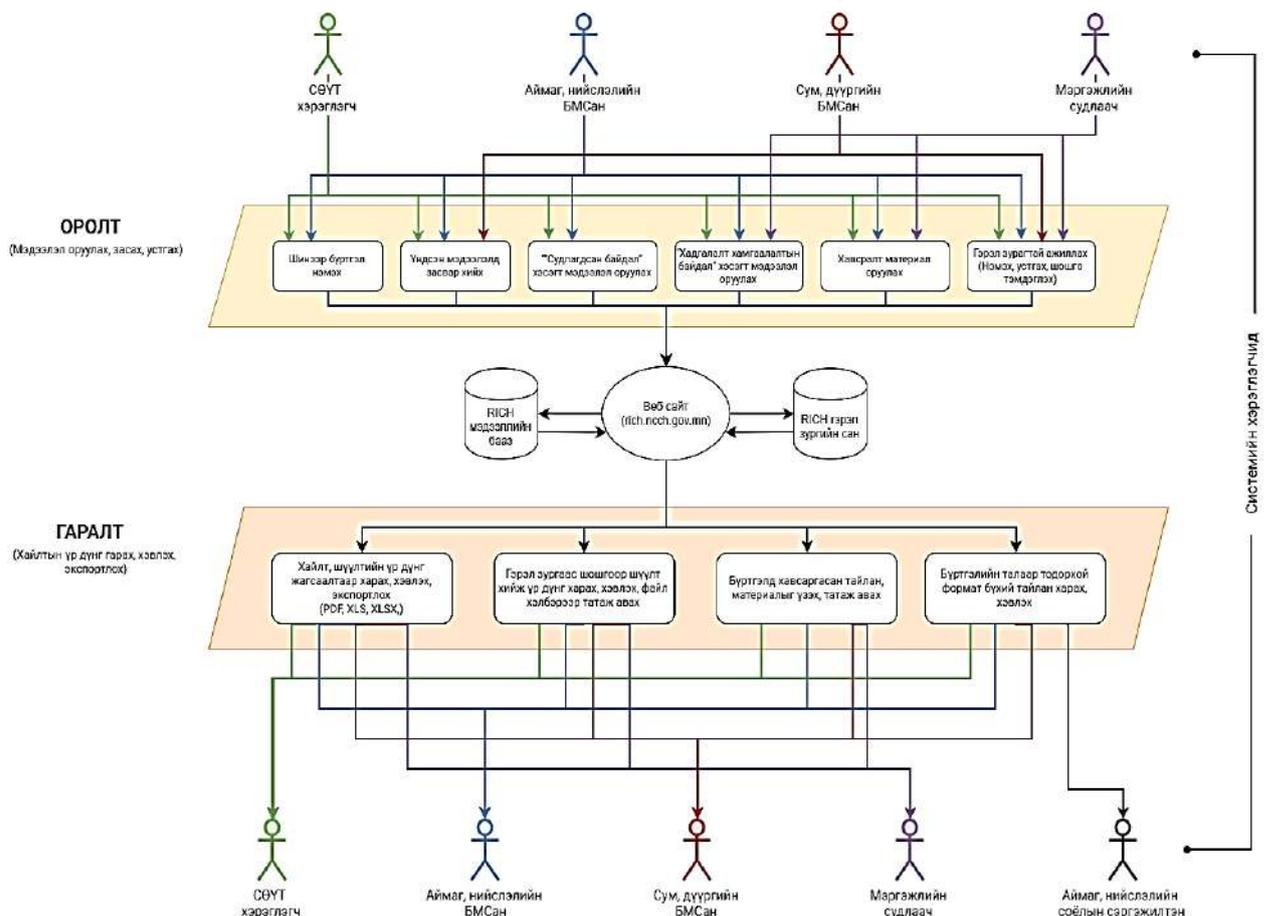 СӨҮТ
хэрэглэгч
Аймаг, нийслэлийн
БМСан
Сум, дүүргийн
БМСан
Мэргэжлийн
судлаач
ОРОЛТ
(Мэдээлэл оруулах, засах, устгах)
Шинээр бүртгэл
нэмэх
Үндсэн мэдээлэлд
засвар хийх
""Судлагдсан байдал"
хэсэгт мэдээлэл оруулах
"Хадгалалт хамгаалалтын
байдал" хэсэгт мэдээлэл
оруулах
Хавсралт материал
оруулах
Гэрэл зурагтай ажиллах
(Нэмэх, устгах, шошго
тэмдэглэх)
RICH
мэдээллийн
бааз
Веб сайт
(rich.ncch.gov.mn)
RICH гэрэл
зургийн сан
Системийн хэрэглэгчид
ГАРАЛТ
(Хайлтын үр дүнг гарах, хэвлэх,
экспортлох)
Хайлт, шүүлтийн үр дүнг
жагсаалтаар харах, хэвлэх,
экспортлох
(PDF, XLS, XLSX,)
Гэрэл зургаас шошгоор шүүлт
хийж үр дүнг харах, хэвлэх, файл
хэлбэрээр татаж авах
Бүртгэлд хавсаргасан тайлан,
материалыг үзэх, татаж авах
Бүртгэлийн талаар тодорхой
формат бүхий тайлан харах,
хэвлэх
СӨҮТ
хэрэглэгч
Аймаг, нийслэлийн
БМСан
Сум, дүүргийн
БМСан
Мэргэжлийн
судлаач
Аймаг, нийслэлийн
соёлын сэргэжилтэн